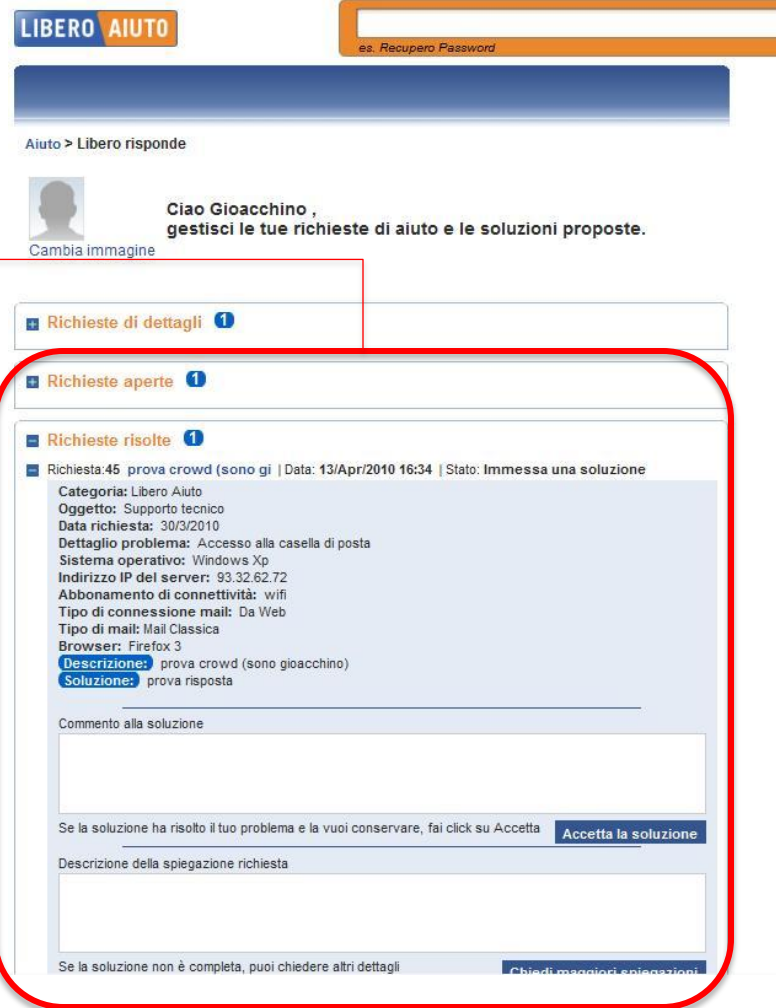 LIBERO AIUTO
es. Recupero Password
Aiuto > Libero risponde
Ciao Gioacchino ,
gestisci le tue richieste di aiuto e le soluzioni proposte.
Cambia immagine
Richieste di dettagli 1
Richieste aperte 1
Richieste risolte 1
Richiesta:45 prova crowd (sono gi | Data: 13/Apr/2010 16:34 | Stato: Immessa una soluzione
Categoria: Libero Aiuto
Oggetto: Supporto tecnico
Data richiesta: 30/3/2010
Dettaglio problema: Accesso alla casella di posta
Sistema operativo: Windows Xp
Indirizzo IP del server: 93.32.62.72
Abbonamento di connettività: wifi
Tipo di connessione mail: Da Web
Tipo di mail: Mail Classica
Browser: Firefox 3
Descrizione: prova crowd (sono gioacchino)
Soluzione: prova risposta
Commento alla soluzione
Se la soluzione ha risolto il tuo problema e la vuoi conservare, fai click su Accetta Accetta la soluzione
Descrizione della spiegazione richiesta
Se la soluzione non è completa, puoi chiedere altri dettagli Chiedi maggiori spiegazioni